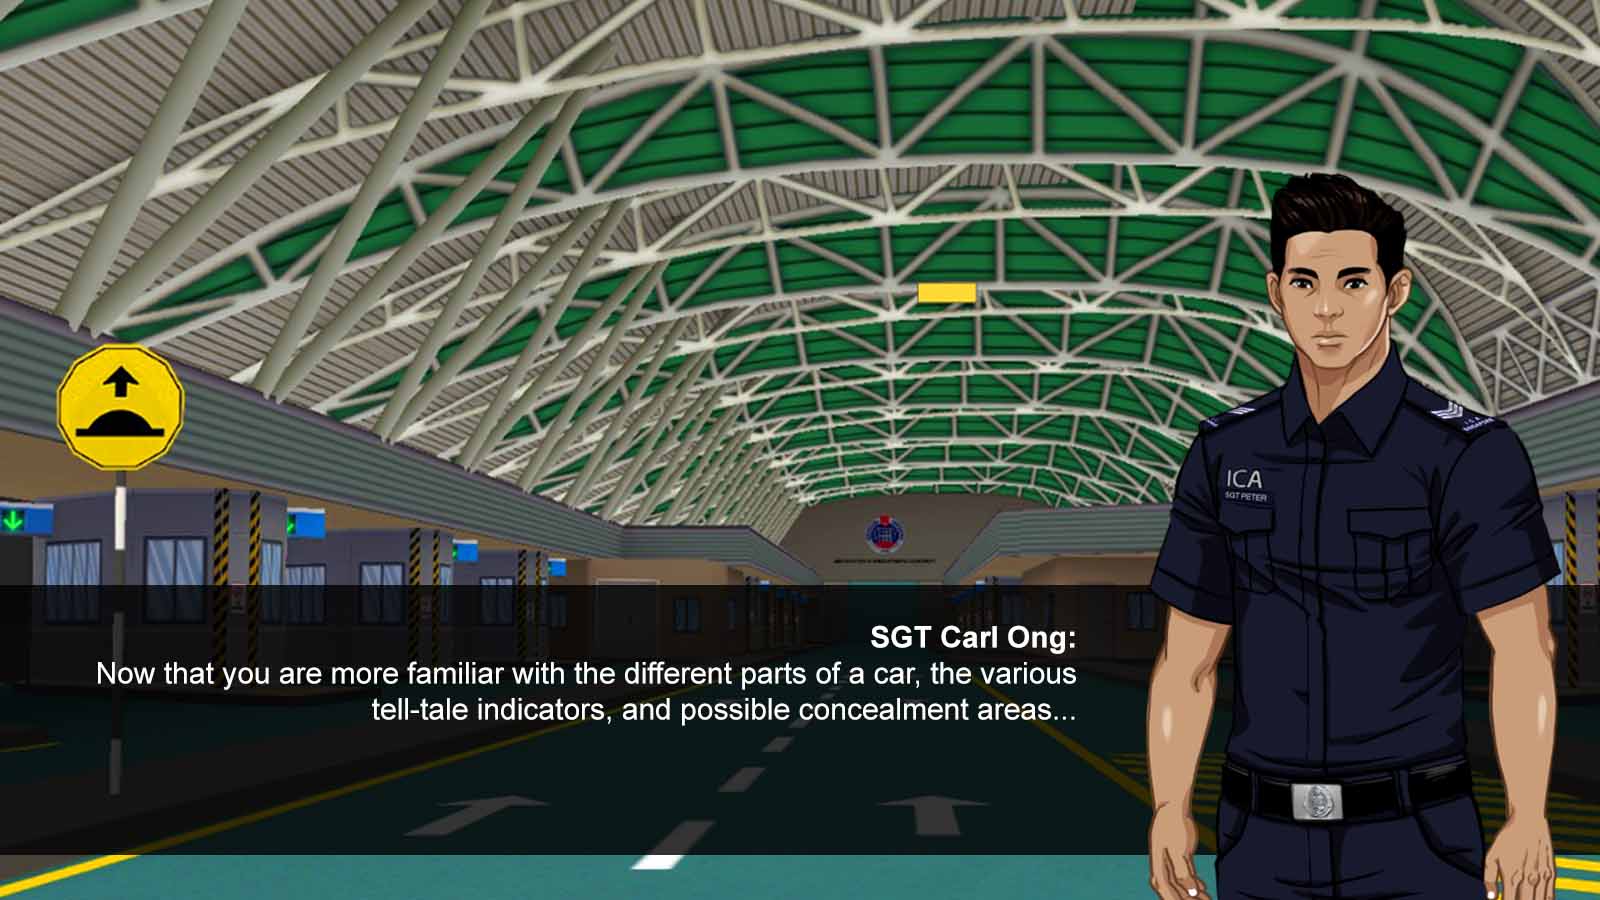 ICA
SGT PETER
SGT Carl Ong:
Now that you are more familiar with the different parts of a car, the various
tell-tale indicators, and possible concealment areas...